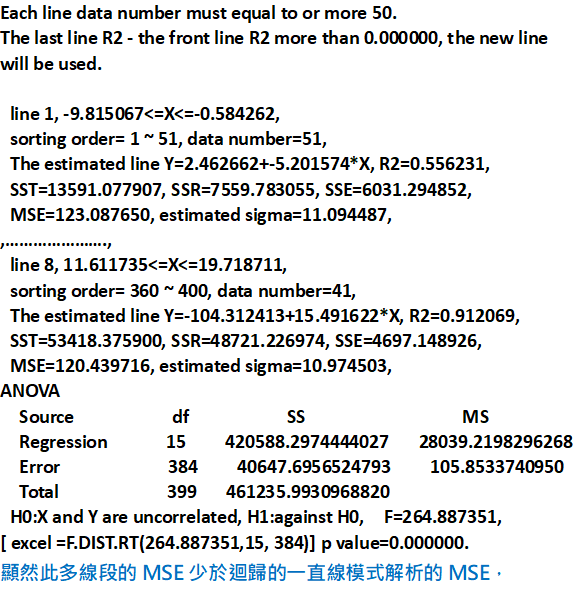 Each line data number must equal to or more 50.
The last line R2 - the front line R2 more than 0.000000, the new line
will be used.
line 1, -9.815067<=X<=-0.584262,
sorting order= 1 ~ 51, data number=51,
The estimated line Y=2.462662+-5.201574*X, R2=0.556231,
SST=13591.077907, SSR=7559.783055, SSE=6031.294852,
MSE=123.087650, estimated sigma=11.094487,
,…………………..,
line 8, 11.611735<=X<=19.718711,
sorting order= 360 ~ 400, data number=41,
The estimated line Y=-104.312413+15.491622*X, R2=0.912069,
SST=53418.375900, SSR=48721.226974, SSE=4697.148926,
MSE=120.439716, estimated sigma=10.974503,
ANOVA
Source df SS MS
Regression 15 420588.2974444027 28039.2198296268
Error 384 40647.6956524793 105.8533740950
Total 399 461235.9930968820
H0:X and Y are uncorrelated, H1:against H0, F=264.887351,
[ excel =F.DIST.RT(264.887351,15, 384)] p value=0.000000.
顯然此多線段的 MSE 少於迴歸的一直線模式解析的 MSE，